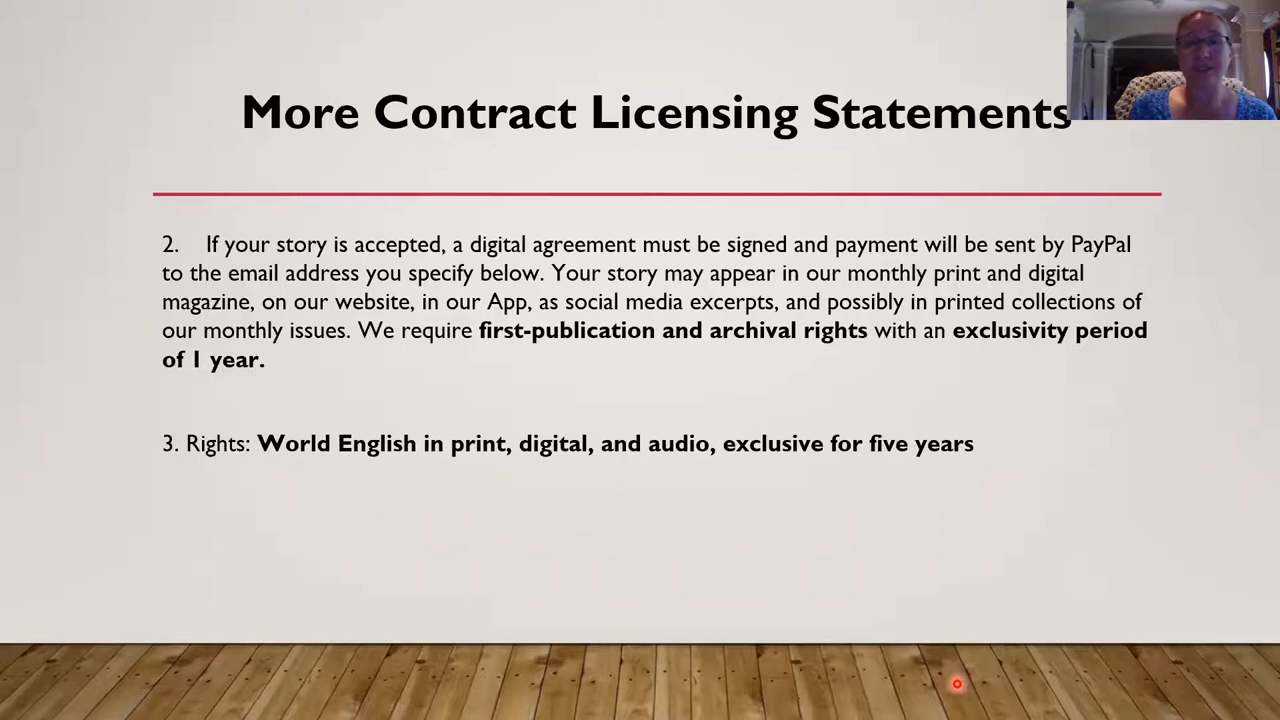 More Contract Licensing Statements
2. If your story is accepted, a digital agreement must be signed and payment will be sent by PayPal
to the email address you specify below. Your story may appear in our monthly print and digital
magazine, on our website, in our App, as social media excerpts, and possibly in printed collections of
our monthly issues. We require first-publication and archival rights with an exclusivity period
of 1 year.
3. Rights: World English in print, digital, and audio, exclusive for five years